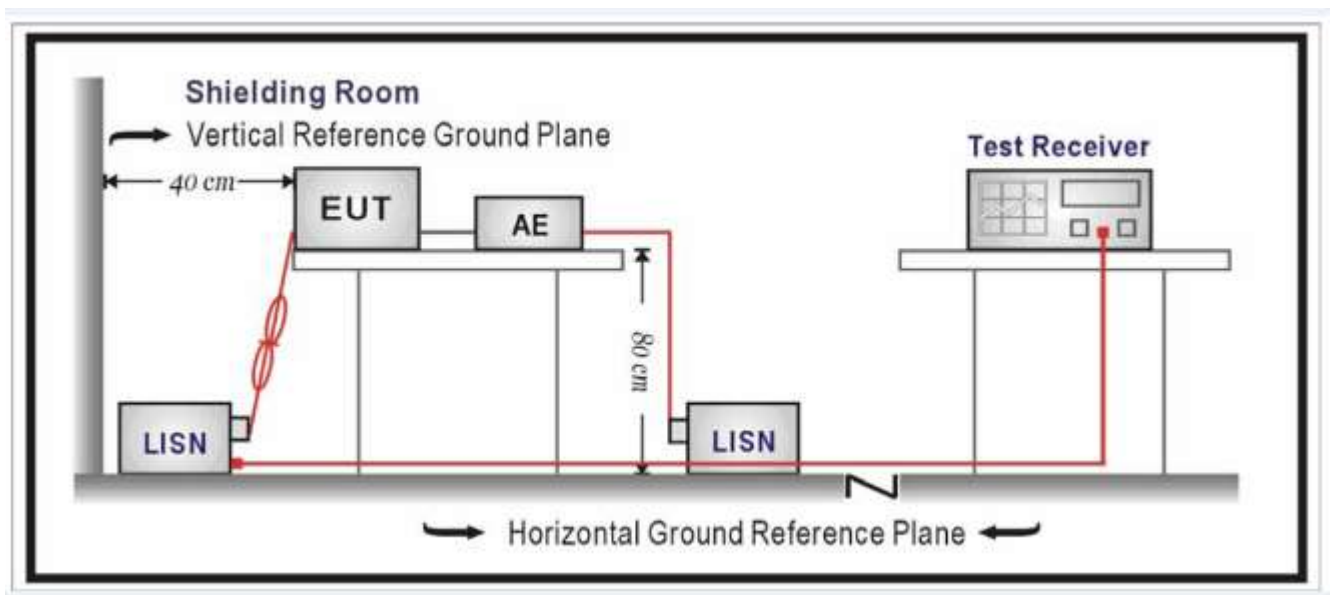 Shielding Room
Vertical Reference Ground Plane
Test Receiver
40 cm
EUT
AE
80 cm
LISN
LISN
Horizontal Ground Reference Plane